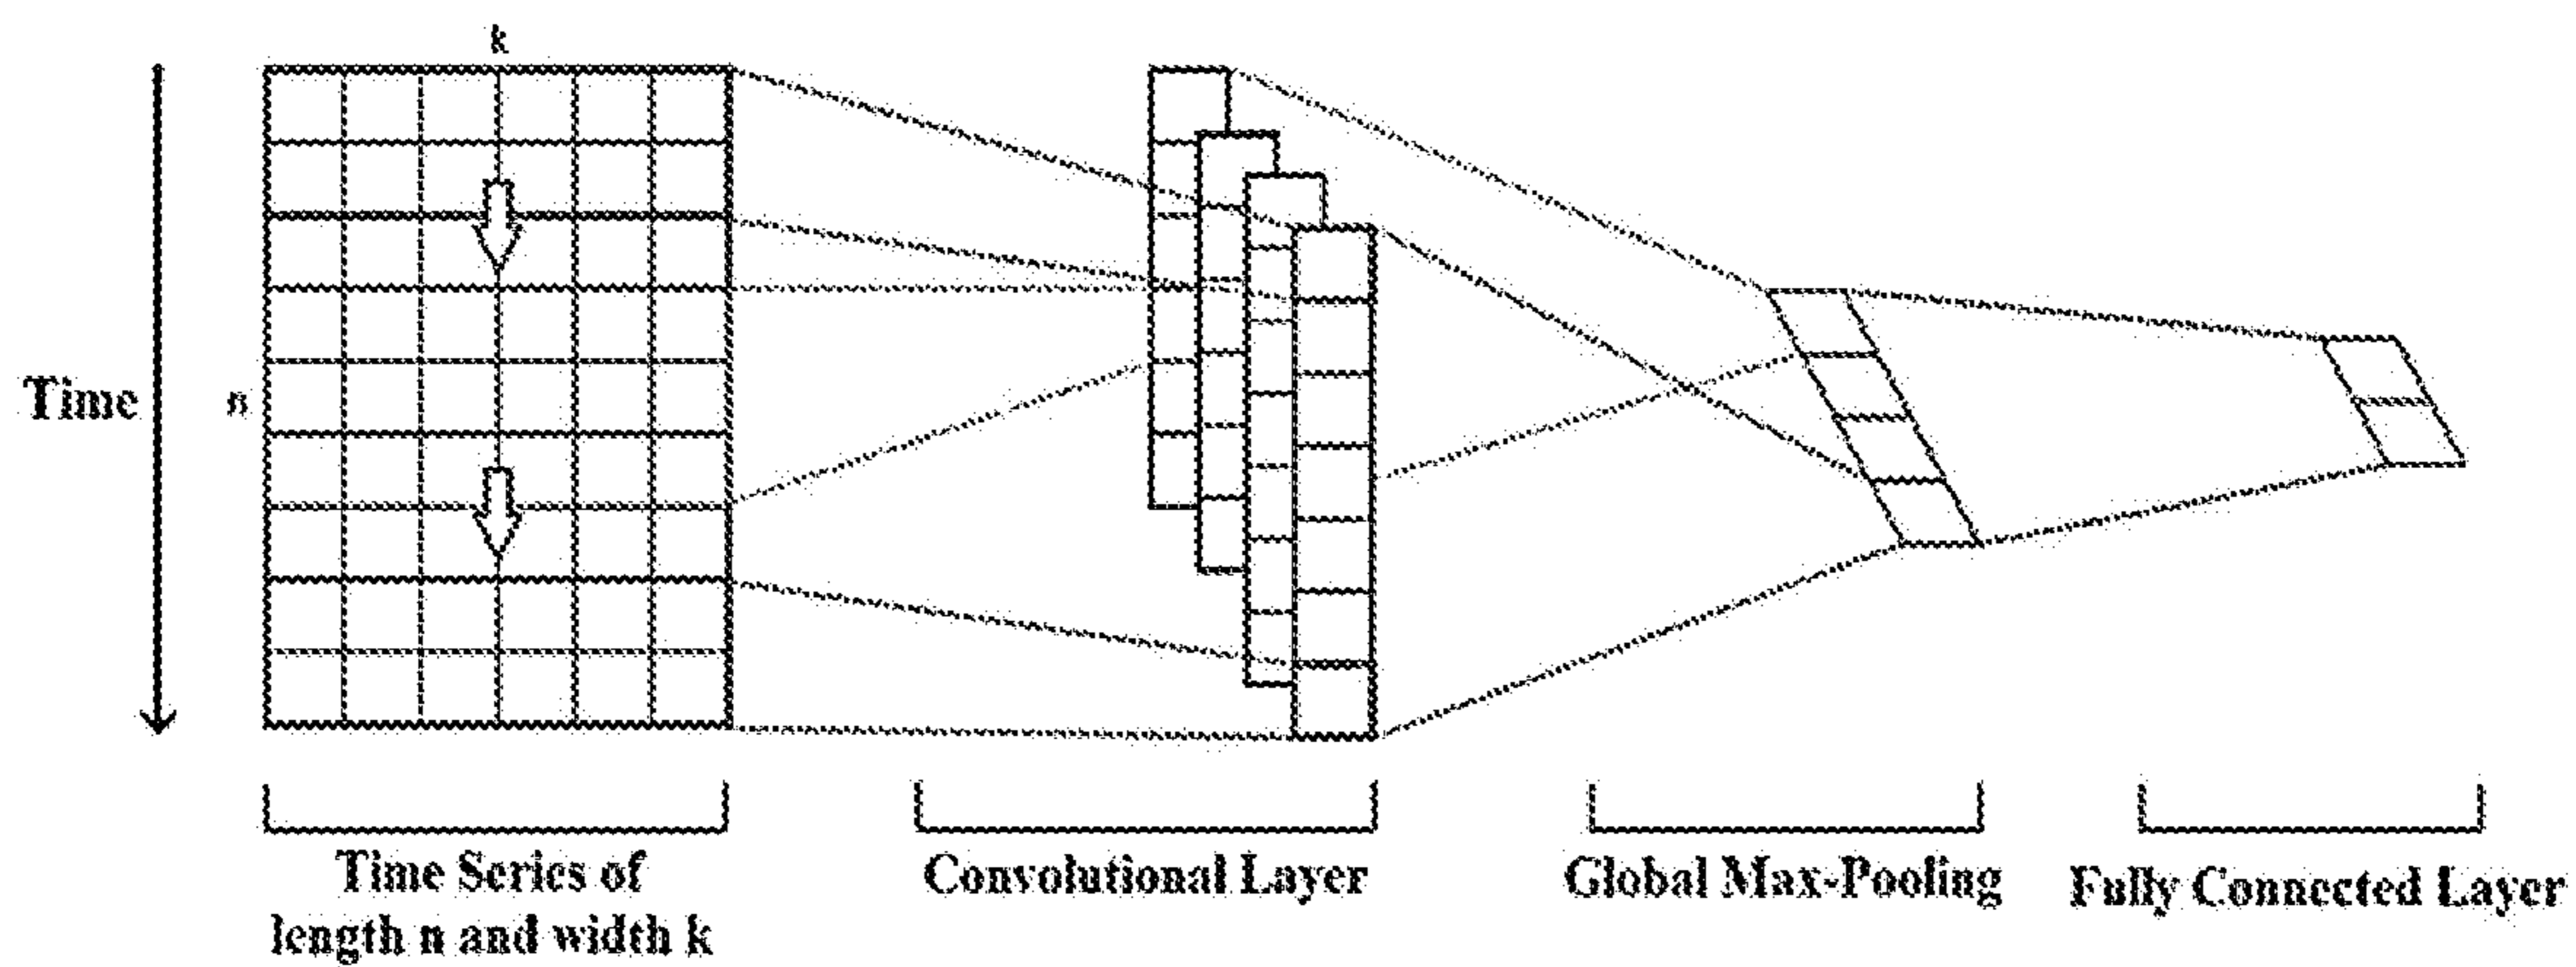 k
Time
n
Time Series of
length n and width k
Convolutional Layer
Global Max-Pooling
Fully Connected Layer